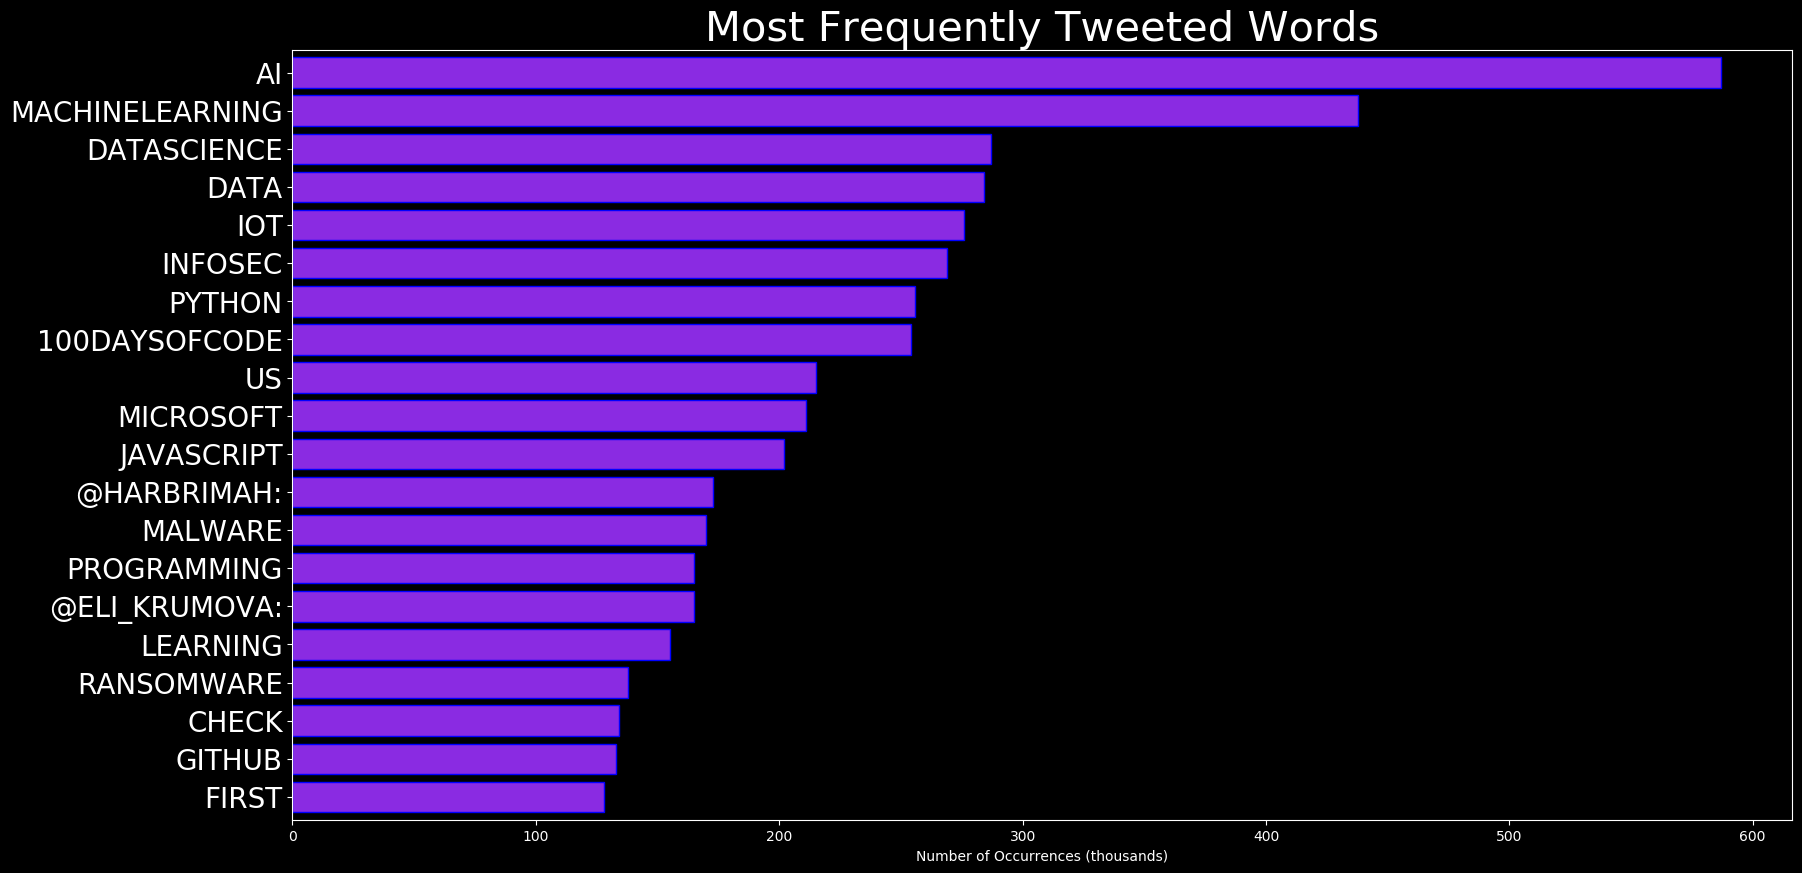 Most Frequently Tweeted Words
AI
MACHINELEARNING
DATASCIENCE
DATA
IOT
INFOSEC
PYTHON
100DAYSOFCODE
US
MICROSOFT
JAVASCRIPT
@HARBRIMAH:
MALWARE
PROGRAMMING
@ELI_KRUMOVA:
LEARNING
RANSOMWARE
CHECK
GITHUB
FIRST
0 100 200 300 400 500 600
Number of Occurrences (thousands)